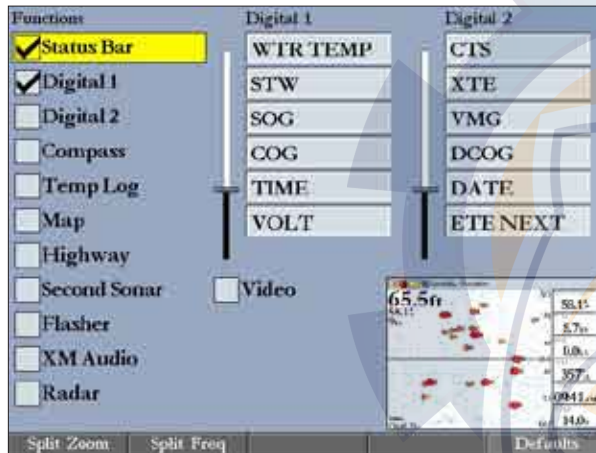 Functions
Status Bar
Digital 1
Digital 2
Compass
Temp Log
Map
Highway
Second Sonar
Flasher
XM Audio
Radar
Digital 1
WTR TEMP
STW
SOG
COG
TIME
VOLT
Video
Digital 2
CTS
XTE
VMG
DCOG
DATE
ETE NEXT
65.5ft
Split Zoom
Split Freq
Defaults